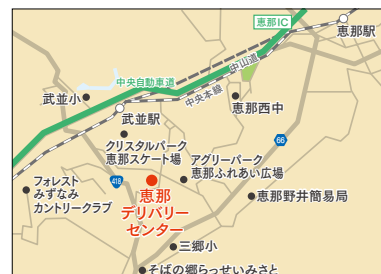 恵那IC
恵那駅
中央自動車道
中山道
中央本線
武並小
武並駅
恵那西中
クリスタルパーク
恵那スケート場
66
アグリーパーク
恵那ふれあい広場
フォレスト
みずなみ
カントリークラブ
418
恵那
デリバリー
センター
恵那野井簡易局
三郷小
そばの郷らっせいみさと